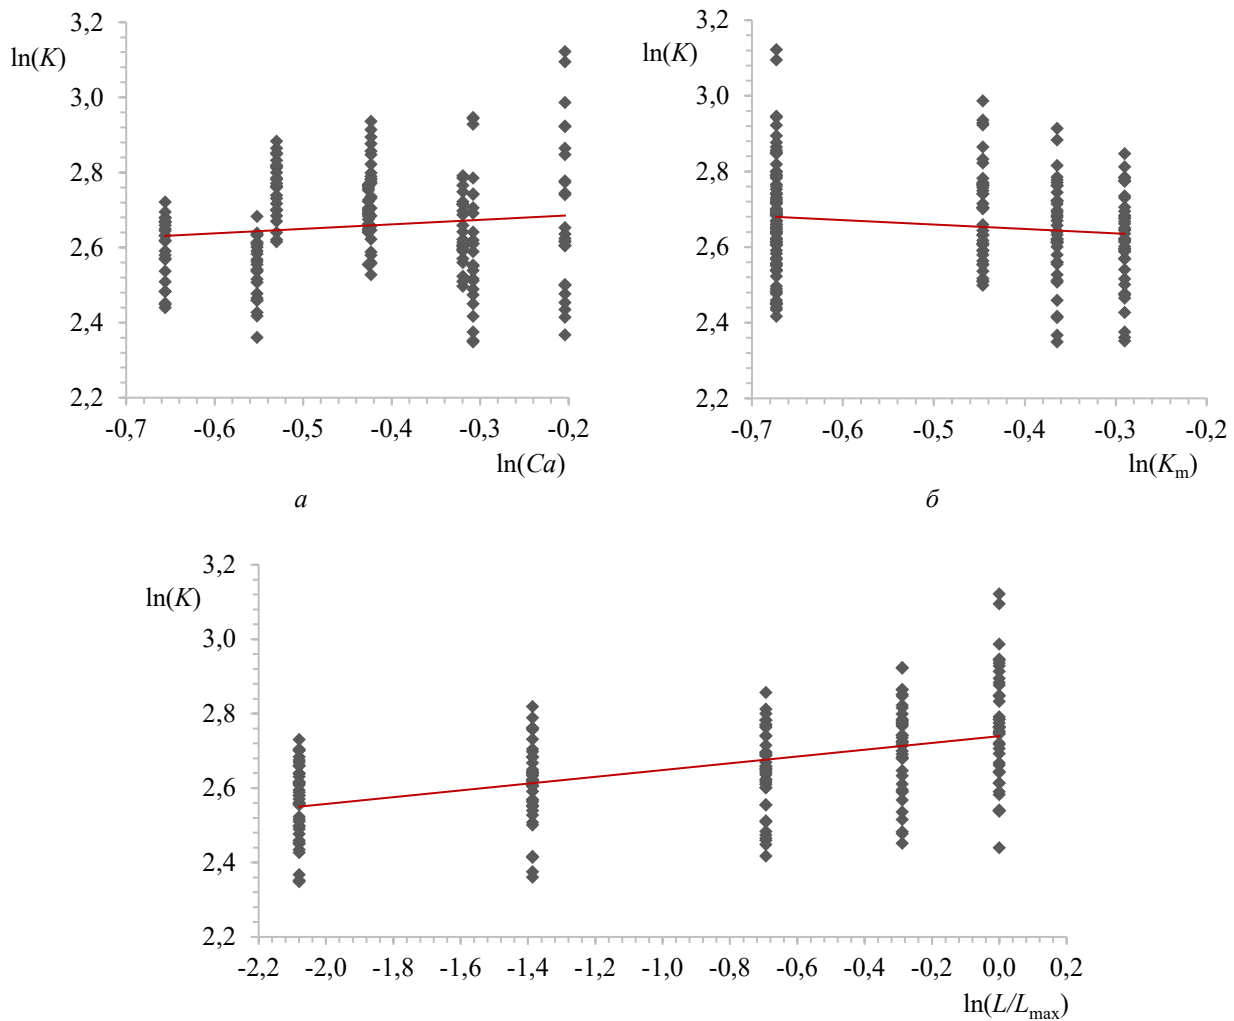 3,2
ln(K)
3,0
2,8
2,6
2,4
2,2
-0,7 -0,6 -0,5 -0,4 -0,3 -0,2
ln(Ca)
а
3,2
ln(K)
3,0
2,8
2,6
2,4
2,2
-0,7 -0,6 -0,5 -0,4 -0,3 -0,2
ln(Km)
б
3,2
ln(K)
3,0
2,8
2,6
2,4
2,2
-2,2 -2,0 -1,8 -1,6 -1,4 -1,2 -1,0 -0,8 -0,6 -0,4 -0,2 0,0 0,2
ln(L/Lmax)